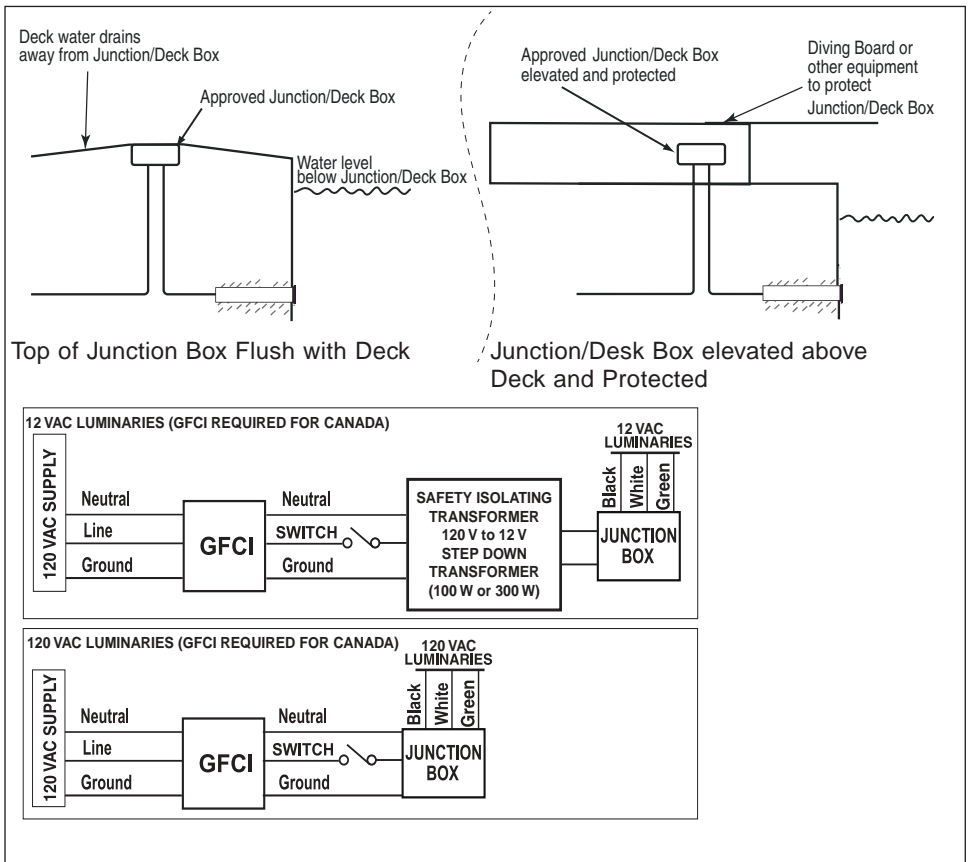 Deck water drains
away from Junction/Deck Box
Approved Junction/Deck Box
Water level
below Junction/Deck Box
Top of Junction Box Flush with Deck
Approved Junction/Deck Box
elevated and protected
Diving Board or
other equipment
to protect
Junction/Deck Box
Junction/Desk Box elevated above
Deck and Protected
12 VAC LUMINARIES (GFCI REQUIRED FOR CANADA)
120 VAC SUPPLY
Neutral
Line
Ground
GFCI
Neutral
SWITCH
Ground
SAFETY ISOLATING
TRANSFORMER
120 V to 12 V
STEP DOWN
TRANSFORMER
(100 W or 300 W)
12 VAC
LUMINARIES
Black
White
Green
JUNCTION
BOX
120 VAC LUMINARIES (GFCI REQUIRED FOR CANADA)
120 VAC SUPPLY
Neutral
Line
Ground
GFCI
Neutral
SWITCH
Ground
120 VAC
LUMINARIES
Black
White
Green
JUNCTION
BOX